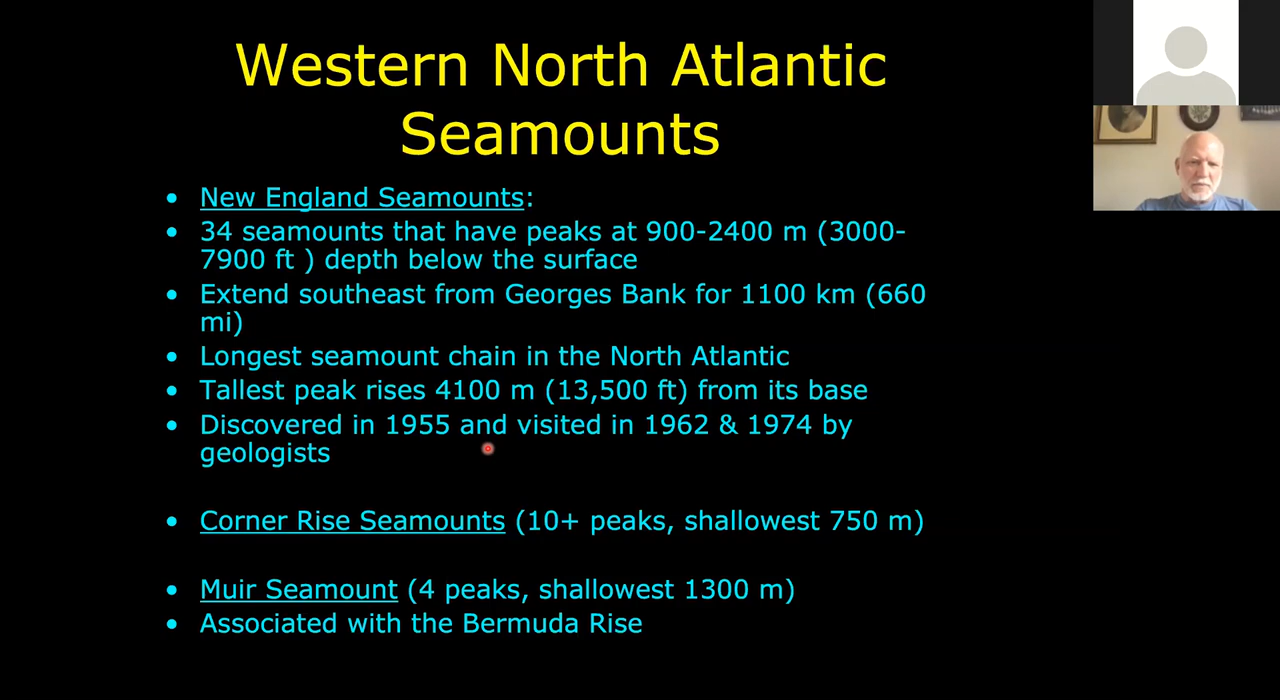 Western North Atlantic
Seamounts
• New England Seamounts:
• 34 seamounts that have peaks at 900-2400 m (3000-
7900 ft ) depth below the surface
• Extend southeast from Georges Bank for 1100 km (660
mi)
• Longest seamount chain in the North Atlantic
• Tallest peak rises 4100 m (13,500 ft) from its base
• Discovered in 1955 and visited in 1962 & 1974 by
geologists
• Corner Rise Seamounts (10+ peaks, shallowest 750 m)
• Muir Seamount (4 peaks, shallowest 1300 m)
• Associated with the Bermuda Rise